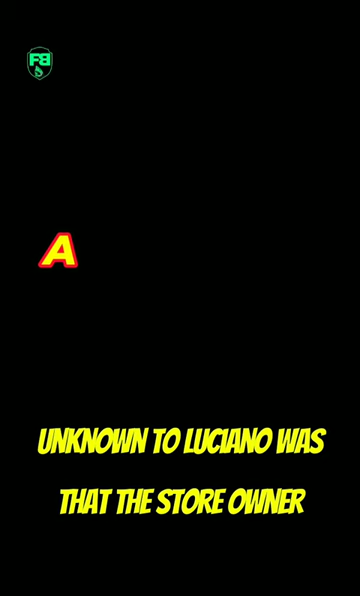 FB
A
UNKNOWN TO LUCIANO WAS
THAT THE STORE OWNER